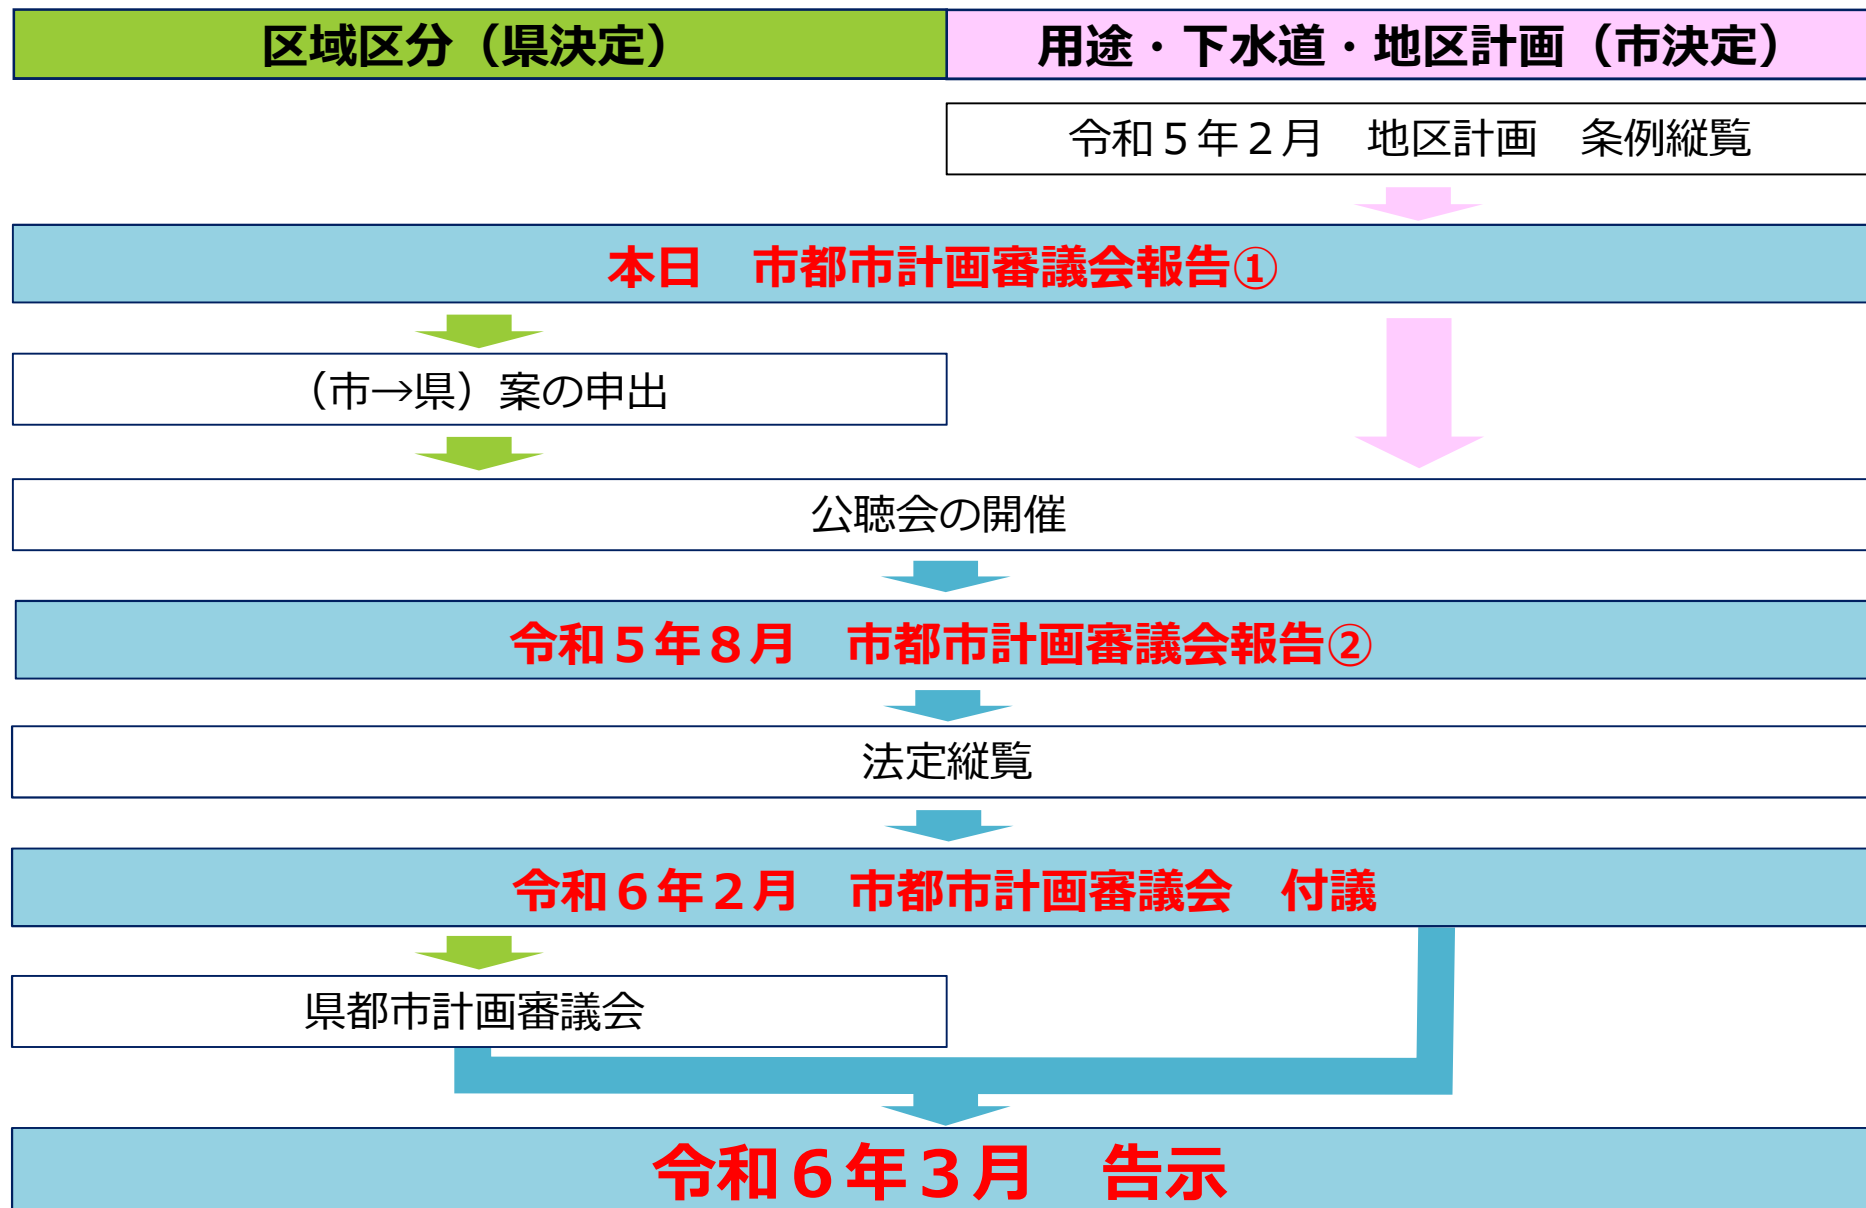 区域区分（県決定）
用途・下水道・地区計画（市決定）
令和５年２月　地区計画　条例縦覧
本日　市都市計画審議会報告①
（市→県）案の申出
公聴会の開催
令和５年８月　市都市計画審議会報告②
法定縦覧
令和６年２月　市都市計画審議会　付議
県都市計画審議会
令和６年３月　告示